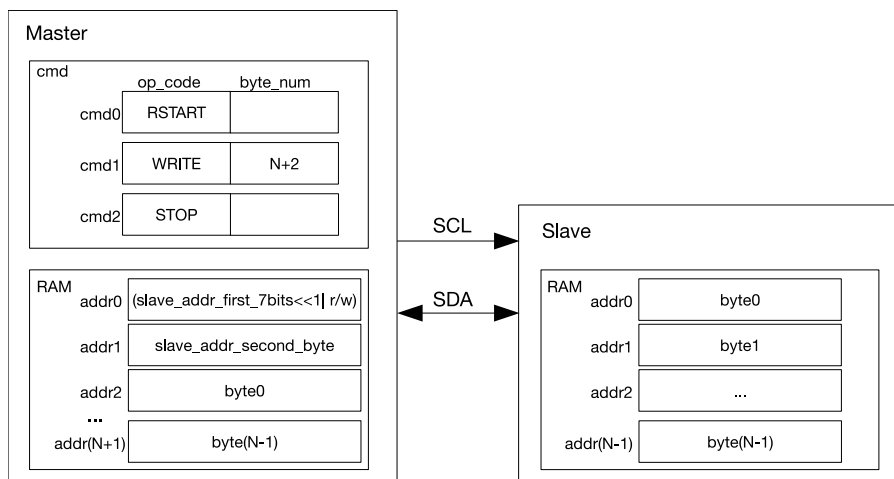 Master
cmd
op_code byte_num
cmd0 RSTART
cmd1 WRITE N+2
cmd2 STOP
RAM
addr0 (slave_addr_first_7bits<<1| r/w)
addr1 slave_addr_second_byte
addr2 byte0
...
addr(N+1) byte(N-1)
SCL
SDA
Slave
RAM
addr0 byte0
addr1 byte1
addr2 ...
addr(N-1) byte(N-1)